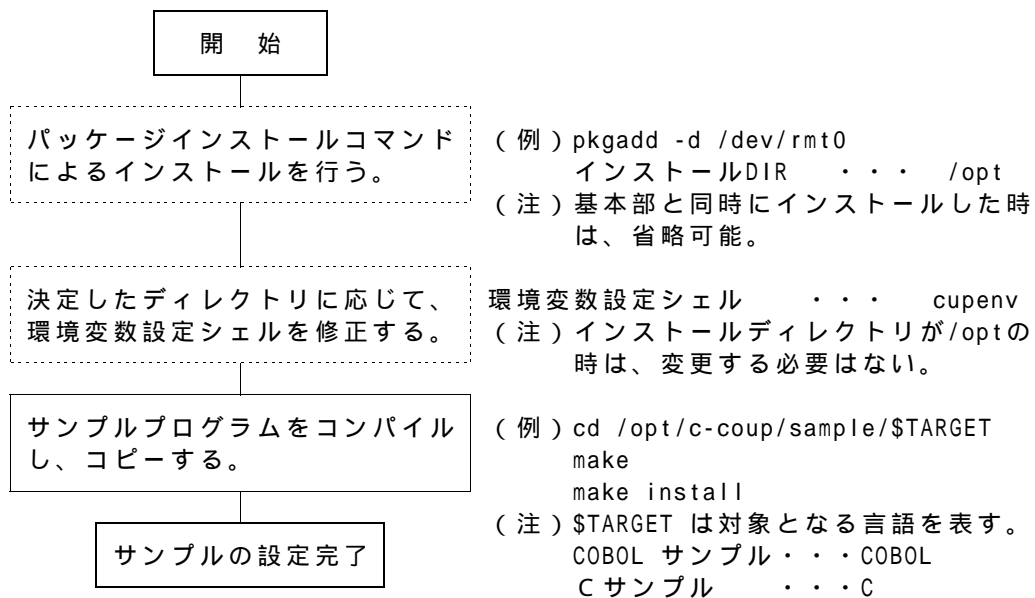 開　始
パッケージインストールコマンド
によるインストールを行う。
（例）pkgadd -d /dev/rmt0
インストールDIR　・・・　/opt
（注）基本部と同時にインストールした時
は、省略可能。
決定したディレクトリに応じて、
環境変数設定シェルを修正する。
環境変数設定シェル　・・・　cupenv
（注）インストールディレクトリが/optの
時は、変更する必要はない。
サンプルプログラムをコンパイル
し、コピーする。
（例）cd /opt/c-coup/sample/$TARGET
make
make install
（注）$TARGET は対象となる言語を表す。
COBOL サンプル・・・COBOL
Cサンプル　・・・C
サンプルの設定完了